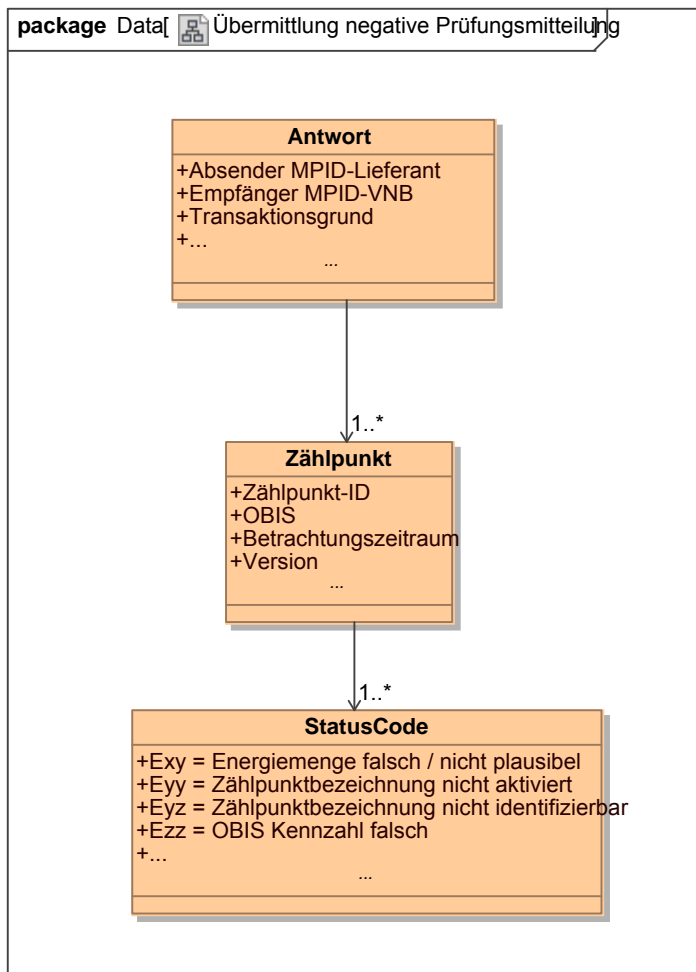 package Data[ Übermittlung negative Prüfungsmitteilung]
Antwort
+Absender MPID-Lieferant
+Empfänger MPID-VNB
+Transaktionsgrund
+...
...
1..*
Zählpunkt
+Zählpunkt-ID
+OBIS
+Betrachtungszeitraum
+Version
...
1..*
StatusCode
+Exy = Energiemenge falsch / nicht plausibel
+Eyy = Zählpunktbezeichnung nicht aktiviert
+Eyz = Zählpunktbezeichnung nicht identifizierbar
+Ezz = OBIS Kennzahl falsch
+...
...